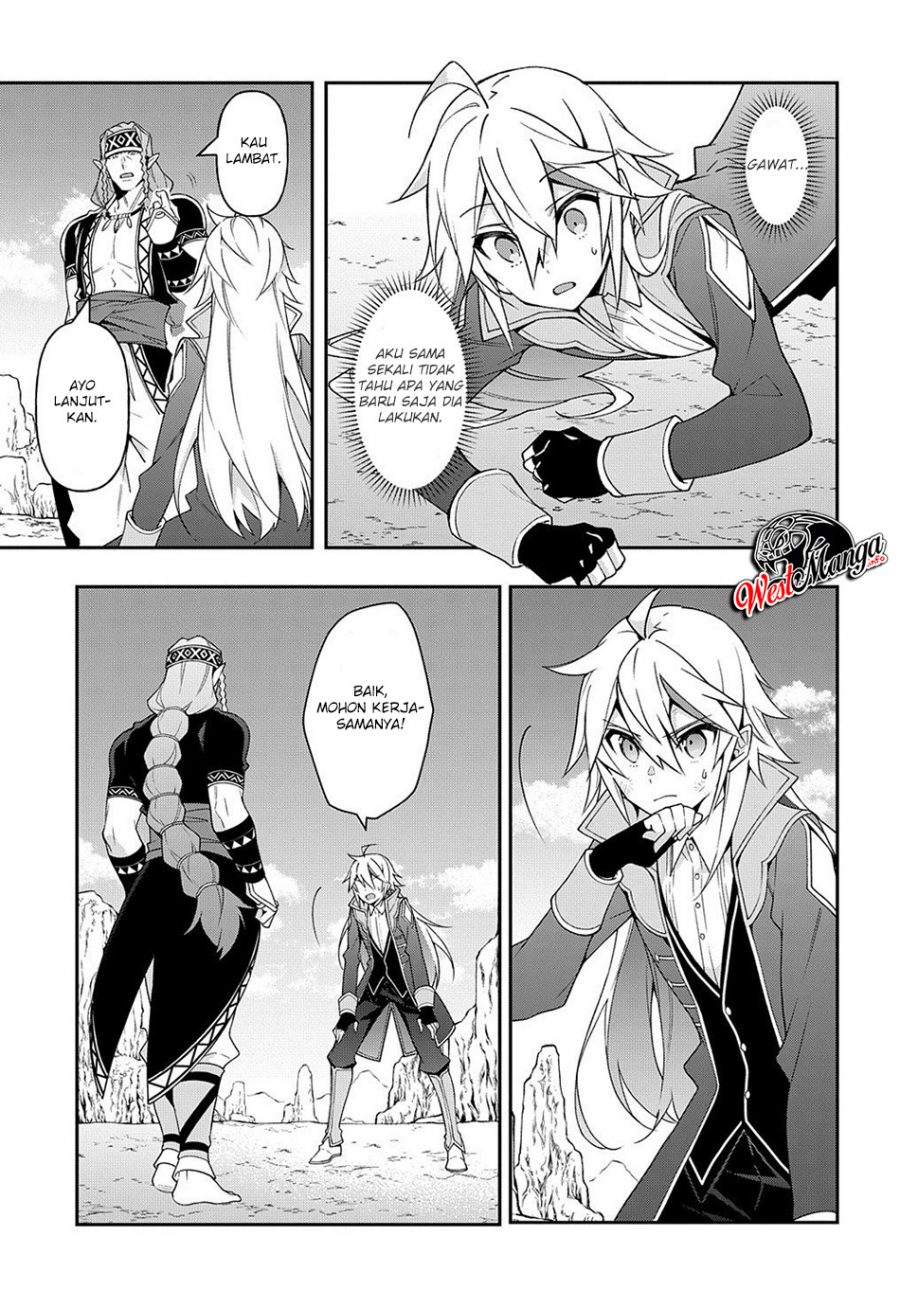 GAWAT...
AKU SAMA
SEKALI TIDAK
TAHU APA YANG
BARU SAJA DIA
LAKUKAN.
KAU
LAMBAT.
AYO
LANJUT-
KAN.
WestManga
.info
BAIK,
MOHON KERJA-
SAMANYA!